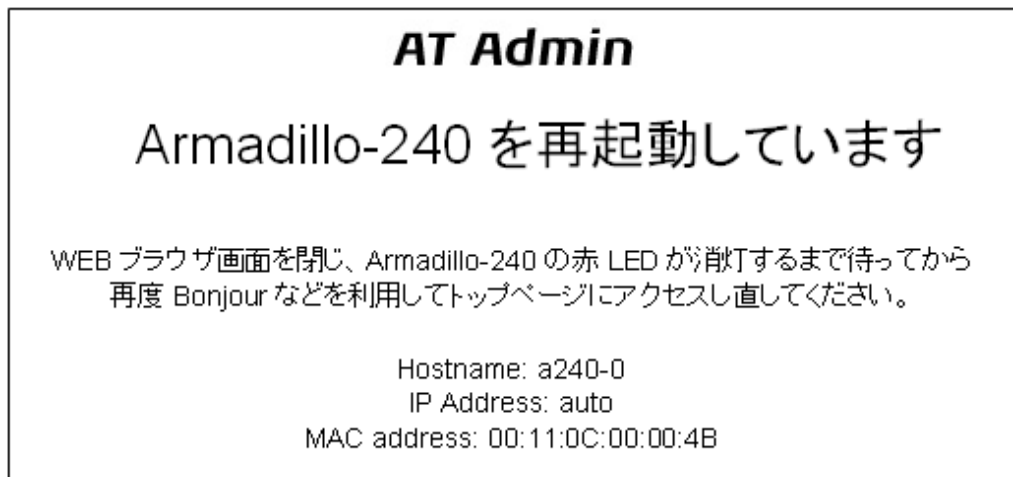 AT Admin
Armadillo-240 を再起動しています
WEB ブラウザ画面を閉じ、Armadillo-240 の赤 LED が消灯するまで待ってから
再度 Bonjour などを利用してトップページにアクセスし直してください。
Hostname: a240-0
IP Address: auto
MAC address: 00:11:0C:00:00:4B